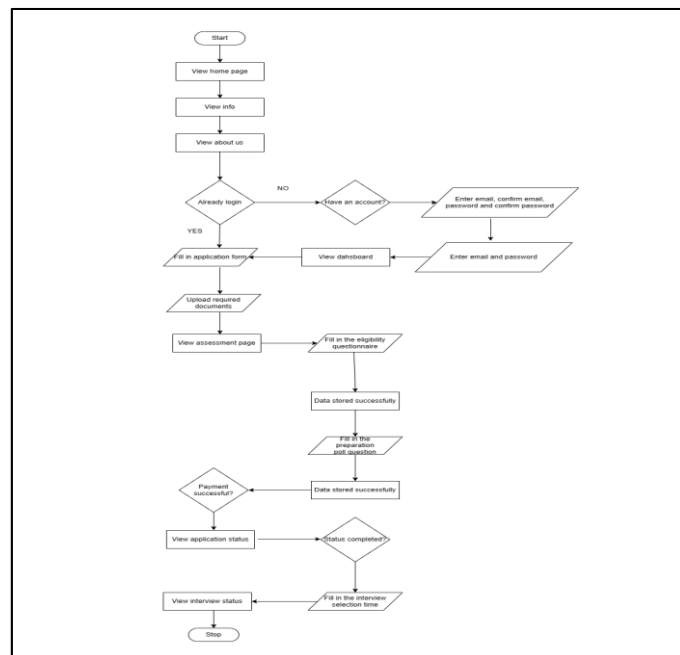 Start
View home page
View info
View about us
NO
Already login
Have an account?
Enter email, confirm email,
password and confirm password
YES
Fill in application form
View dahsboard
Enter email and password
Upload required
documents
View assessment page
Fill in the eligibility
questionnaire
Data stored successfully
Fill in the
preparation
poll question
Payment
successful?
Data stored successfully
View application status
Status completed?
View interview status
Fill in the interview
selection time
Stop